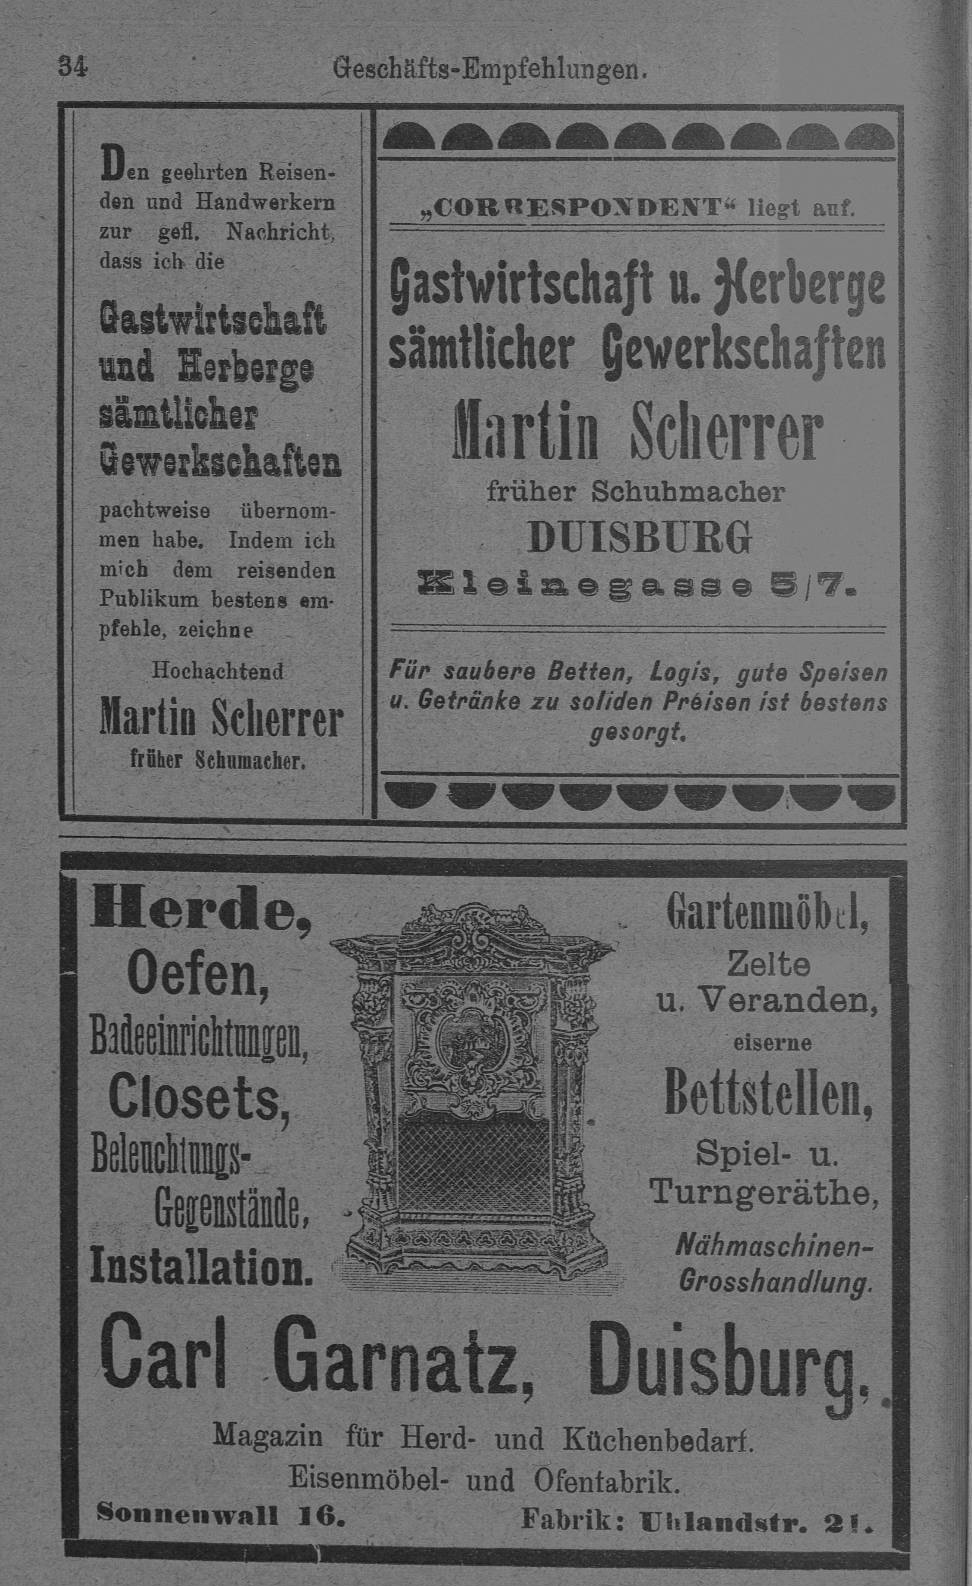 34
Geschäfts-Empfehlungen.
Den geehrten Reisen-
den und Handwerkern
zur gefl. Nachricht,
dass ich die
Gastwirtschaft
und Herberge
sämtlicher
Gewerkschaften
pachtweise übernom-
men habe. Indem ich
mich dem reisenden
Publikum bestens em-
pfehle, zeichne
Hochachtend
Martin Scherrer
früher Schumacher.
„CORRESPONDENT“ liegt auf.
Gastwirtschaft u. Herberge
sämtlicher Gewerkschaften
Martin Scherrer
früher Schuhmacher
DUISBURG
Kleinegasse 5/7.
Für saubere Betten, Logis, gute Speisen
u. Getränke zu soliden Preisen ist bestens
gesorgt.
Herde,
Oefen,
Badeeinrichtungen,
Closets,
Beleuchtungs-
Gegenstände,
Installation.
Gartenmöbel,
Zelte
u. Veranden,
eiserne
Bettstellen,
Spiel- u.
Turngeräthe,
Nähmaschinen-
Grosshandlung.
Carl Garnatz, Duisburg.
Magazin für Herd- und Küchenbedarf.
Eisenmöbel- und Ofenfabrik.
Sonnenwall 16. Fabrik: Uhlandstr. 21.